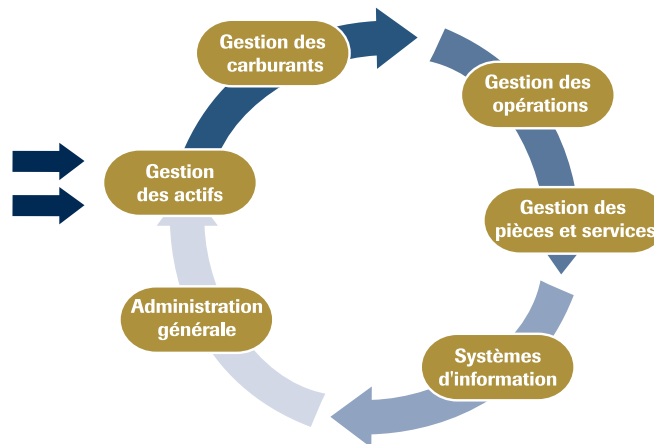 Gestion des
carburants
Gestion des
opérations
Gestion
des actifs
Gestion des
pièces et services
Administration
générale
Systèmes
d'information